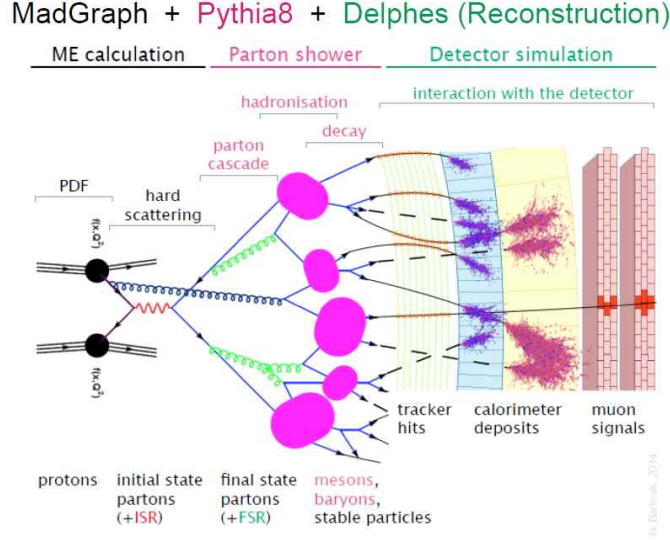 MadGraph + Pythia8 + Delphes (Reconstruction)
ME calculation Parton shower Detector simulation
hadronisation interaction with the detector
parton decay
cascade
PDF hard
scattering
f(x,Q²)
f(x,Q²)
tracker calorimeter muon
hits deposits signals
protons initial state final state mesons,
partons partons baryons,
(+ISR) (+FSR) stable particles
N. Bartosik, 2014